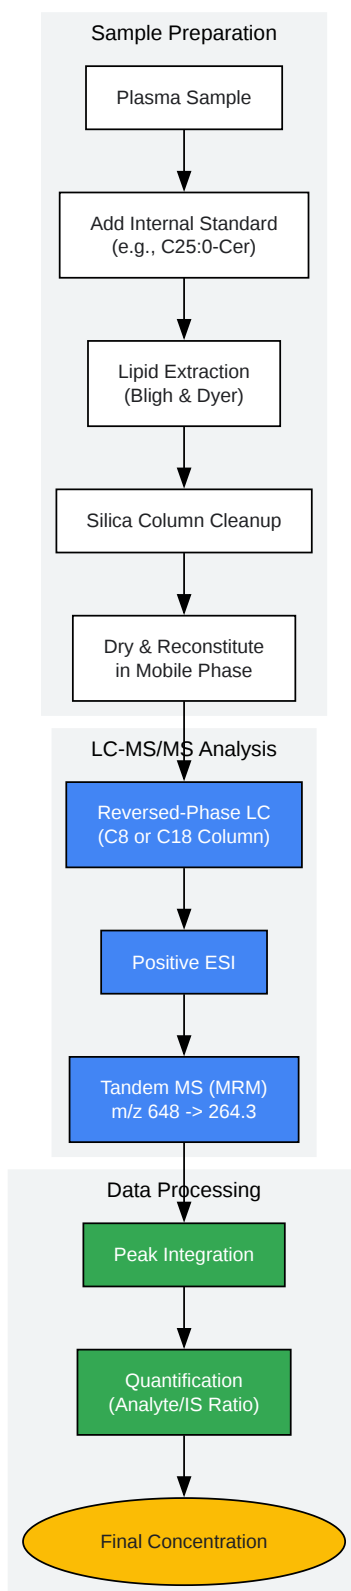 Sample Preparation
Plasma Sample
Add Internal Standard
(e.g., C25:0-Cer)
Lipid Extraction
(Bligh & Dyer)
Silica Column Cleanup
Dry & Reconstitute
in Mobile Phase
LC-MS/MS Analysis
Reversed-Phase LC
(C8 or C18 Column)
Positive ESI
Tandem MS (MRM)
m/z 648 -> 264.3
Data Processing
Peak Integration
Quantification
(Analyte/IS Ratio)
Final Concentration